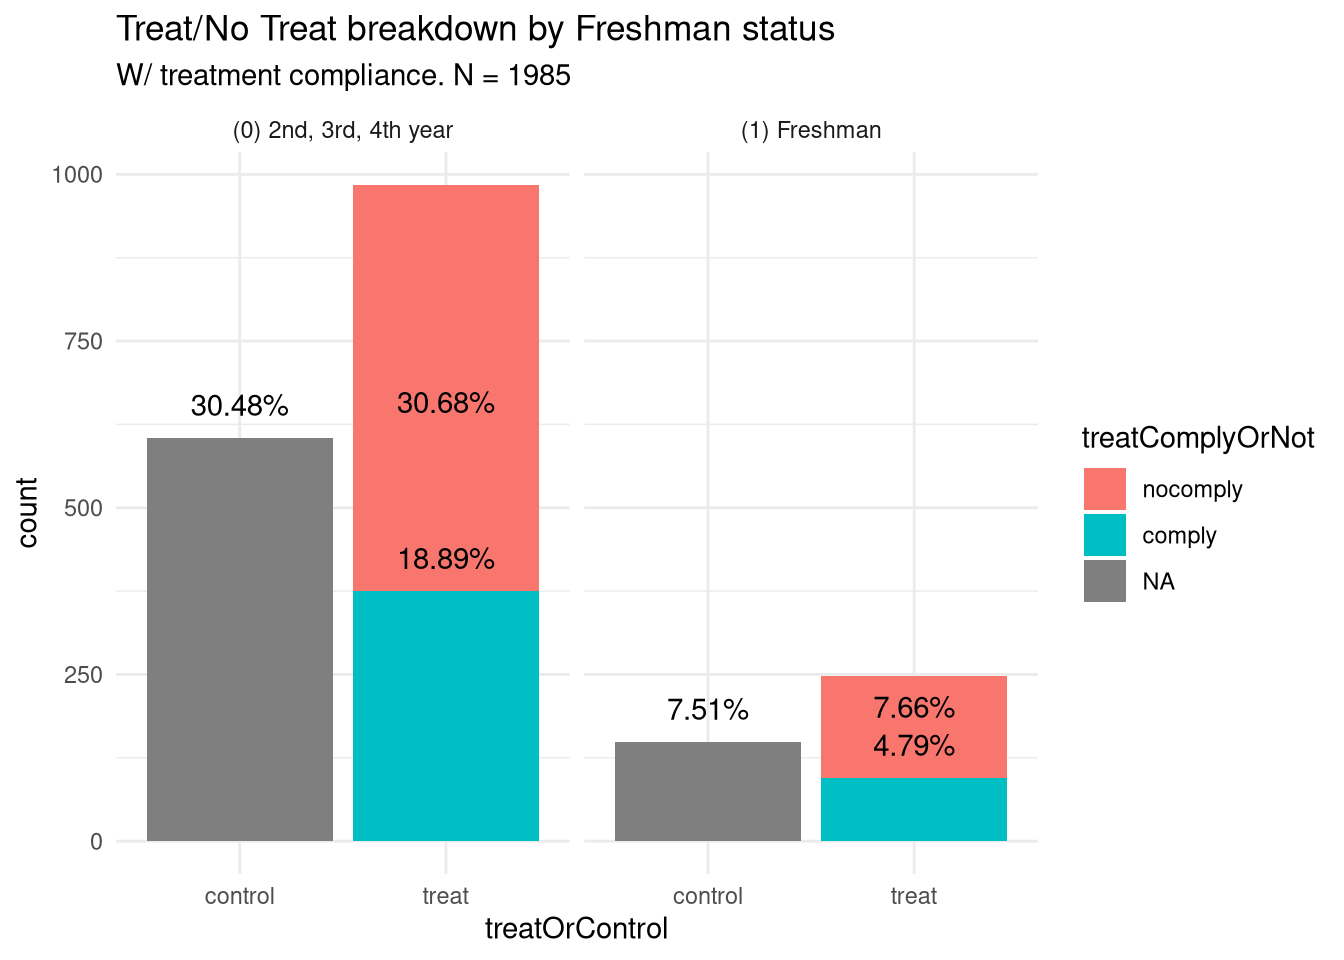 Treat/No Treat breakdown by Freshman status
W/ treatment compliance. N = 1985
(0) 2nd, 3rd, 4th year
(1) Freshman
count
1000
750
500
250
0
30.48%
30.68%
18.89%
7.51%
7.66%
4.79%
control
treat
control
treat
treatOrControl
treatComplyOrNot
nocomply
comply
NA